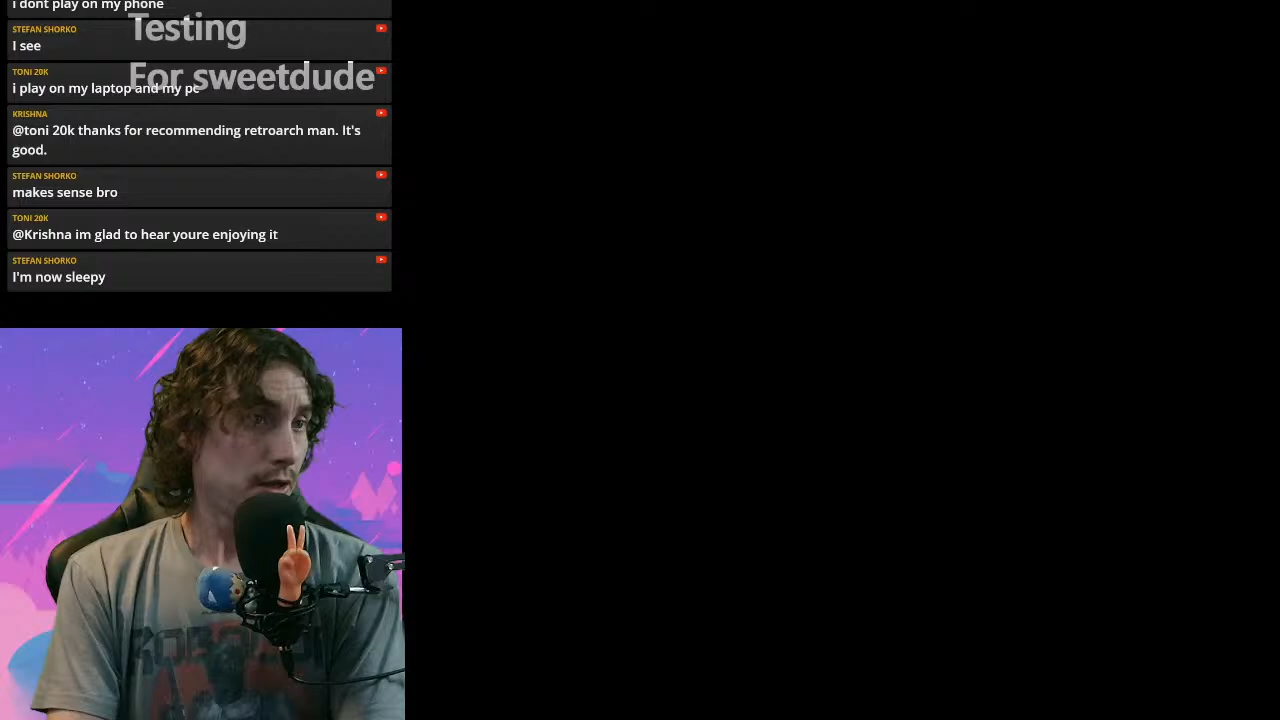 i dont play on my phone
Testing
STEFAN SHORKO
I see
For sweetdude
TONI 20K
i play on my laptop and my pc
KRISHNA
@toni 20k thanks for recommending retroarch man. It's
good.
STEFAN SHORKO
makes sense bro
TONI 20K
@Krishna im glad to hear youre enjoying it
STEFAN SHORKO
I'm now sleepy